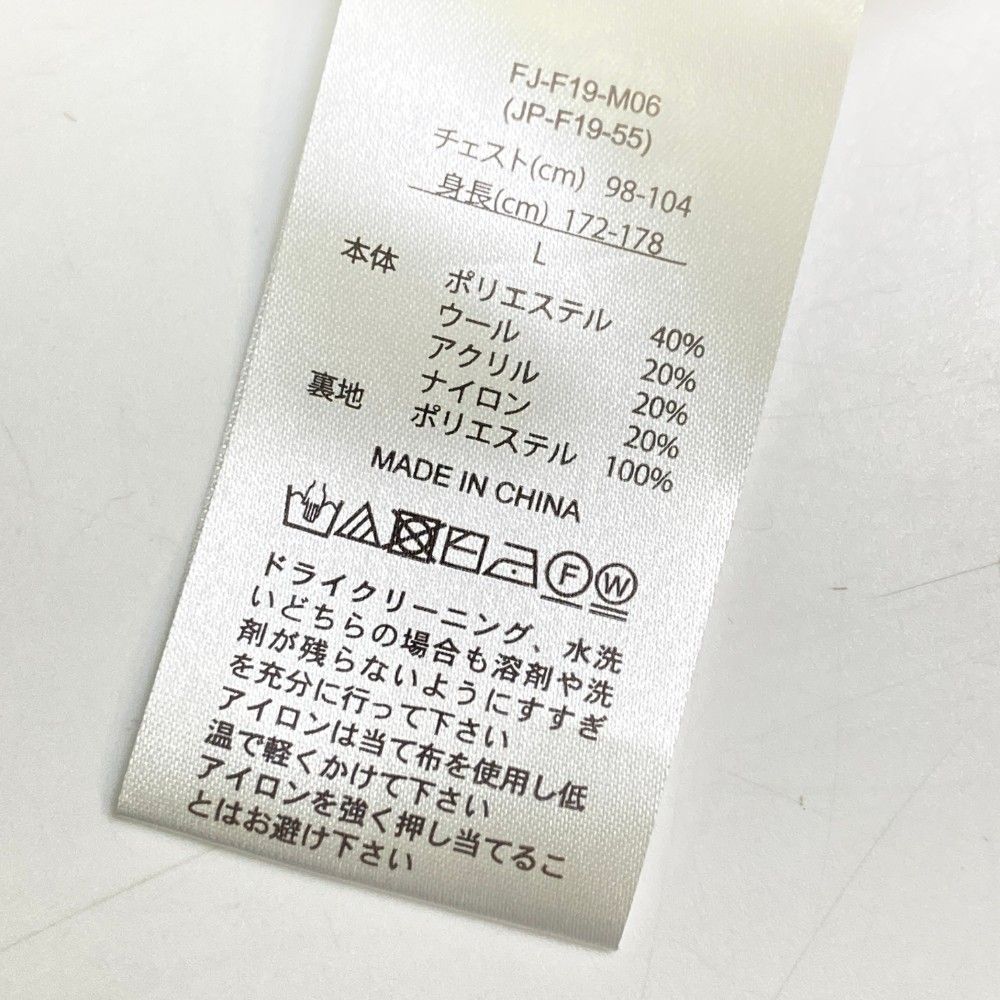 FJ-F19-M06
(JP-F19-55)
チェスト(cm) 98-104
身長(cm) 172-178
L
本体 ポリエステル 40%
ウール 20%
アクリル 20%
ナイロン 20%
裏地 ポリエステル 100%
MADE IN CHINA
F W
ドライクリーニング、水洗
いどちらの場合も溶剤や洗
剤が残らないようにすすぎ
を充分に行って下さい
アイロンは当て布を使用し低
温で軽くかけて下さい
アイロンを強く押し当てるこ
とはお避け下さい